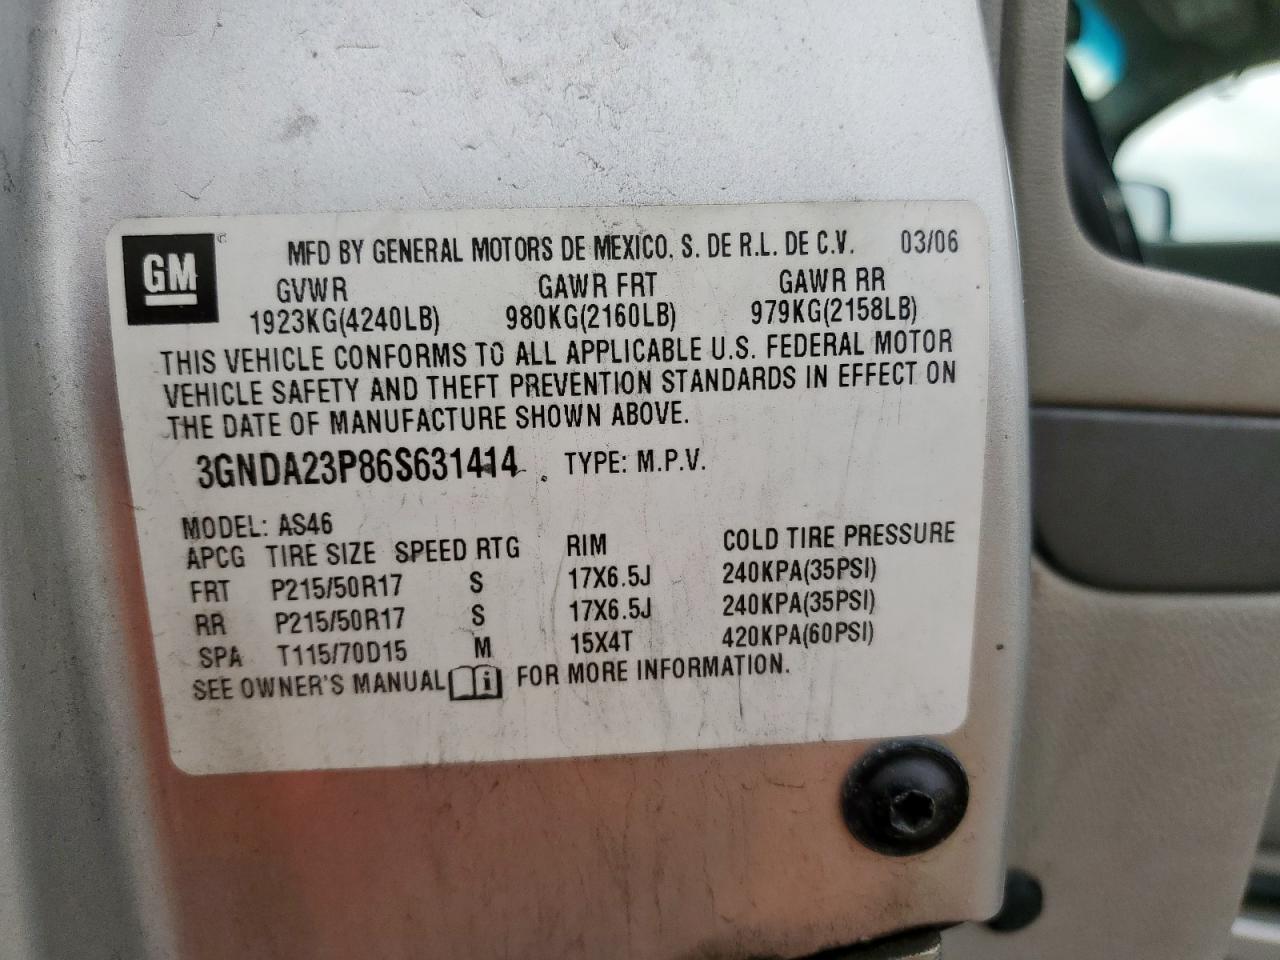 GM
MFD BY GENERAL MOTORS DE MEXICO, S. DE R.L. DE C.V. 03/06
GVWR GAWR FRT GAWR RR
1923KG(4240LB) 980KG(2160LB) 979KG(2158LB)
THIS VEHICLE CONFORMS TO ALL APPLICABLE U.S. FEDERAL MOTOR
VEHICLE SAFETY AND THEFT PREVENTION STANDARDS IN EFFECT ON
THE DATE OF MANUFACTURE SHOWN ABOVE.
3GNDA23P86S631414 TYPE: M.P.V.
MODEL: AS46
APCG TIRE SIZE SPEED RTG RIM COLD TIRE PRESSURE
FRT P215/50R17 S 17X6.5J 240KPA(35PSI)
RR P215/50R17 S 17X6.5J 240KPA(35PSI)
SPA T115/70D15 M 15X4T 420KPA(60PSI)
SEE OWNER'S MANUAL i FOR MORE INFORMATION.